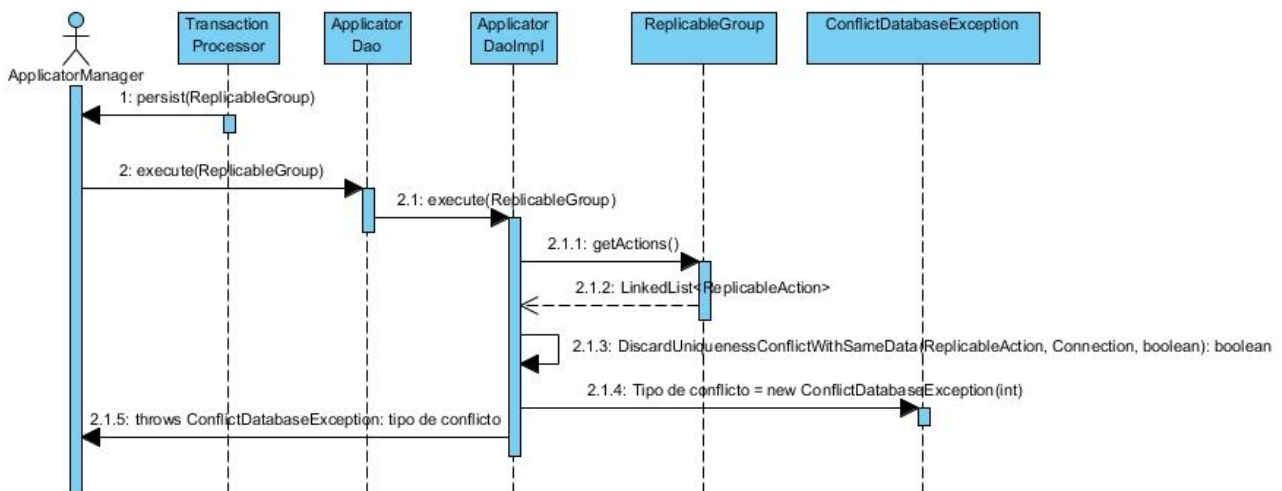 Transaction
Processor
Applicator
Dao
Applicator
DaoImpl
ReplicableGroup
ConflictDatabaseException
ApplicatorManager
1: persist(ReplicableGroup)
2: execute(ReplicableGroup)
2.1: execute(ReplicableGroup)
2.1.1: getActions()
2.1.2: LinkedList<ReplicableAction>
2.1.3: DiscardUniquenessConflictWithSameData(ReplicableAction, Connection, boolean): boolean
2.1.4: Tipo de conflicto = new ConflictDatabaseException(int)
2.1.5: throws ConflictDatabaseException: tipo de conflicto